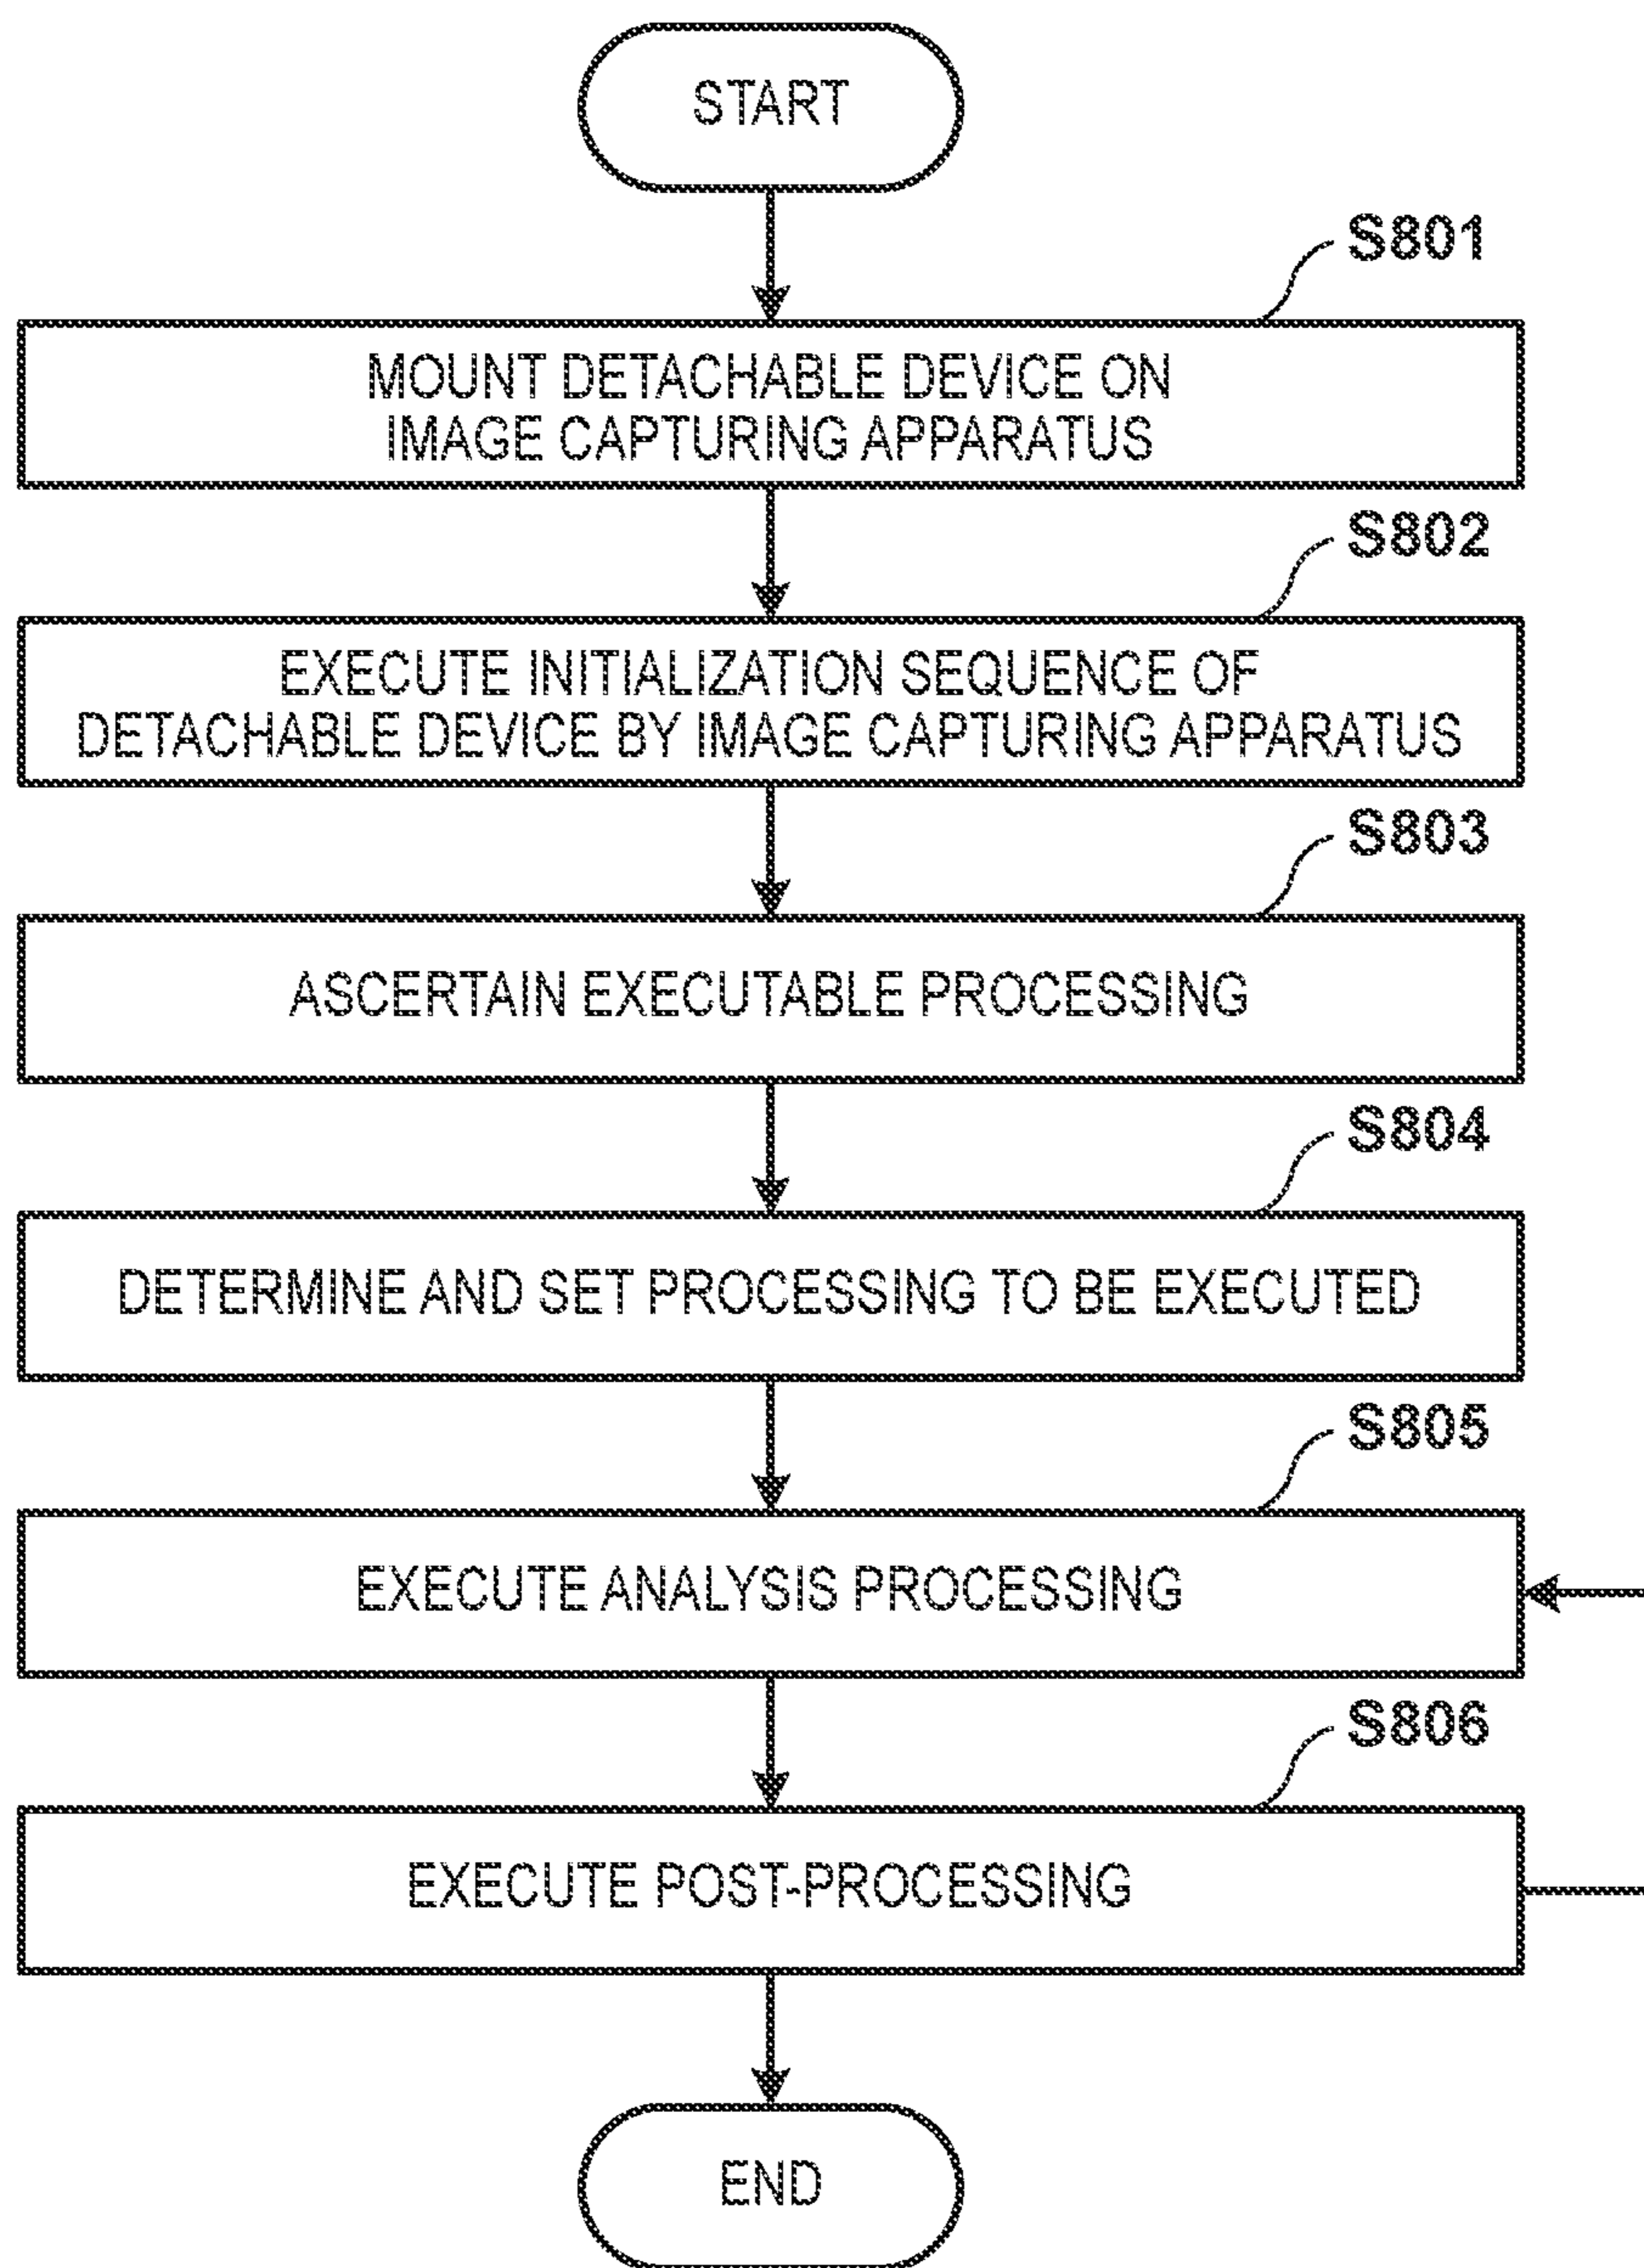 START
S801
MOUNT DETACHABLE DEVICE ON
IMAGE CAPTURING APPARATUS
S802
EXECUTE INITIALIZATION SEQUENCE OF
DETACHABLE DEVICE BY IMAGE CAPTURING APPARATUS
S803
ASCERTAIN EXECUTABLE PROCESSING
S804
DETERMINE AND SET PROCESSING TO BE EXECUTED
S805
EXECUTE ANALYSIS PROCESSING
S806
EXECUTE POST-PROCESSING
END